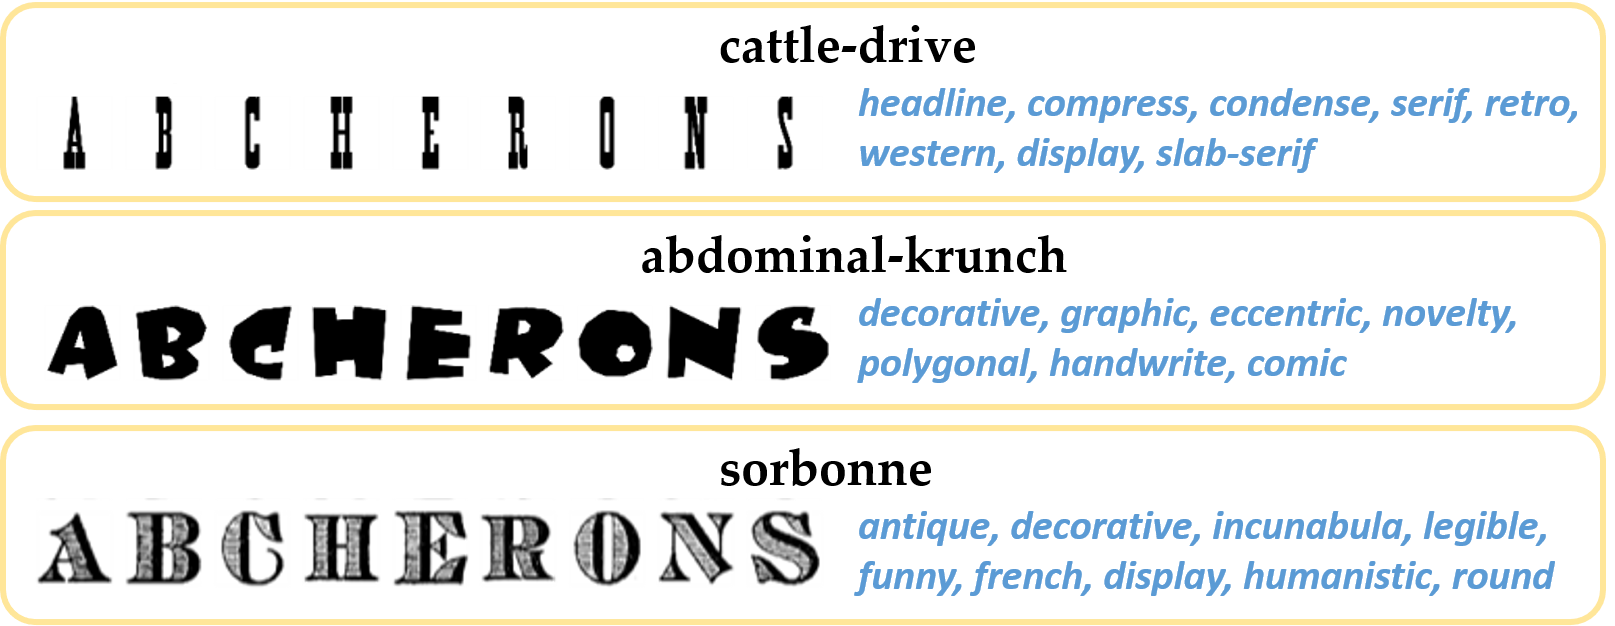 cattle-drive
A B C H E R O N S
headline, compress, condense, serif, retro,
western, display, slab-serif
abdominal-krunch
ABCHERONS
decorative, graphic, eccentric, novelty,
polygonal, handwrite, comic
sorbonne
ABCHERONS
antique, decorative, incunabula, legible,
funny, french, display, humanistic, round